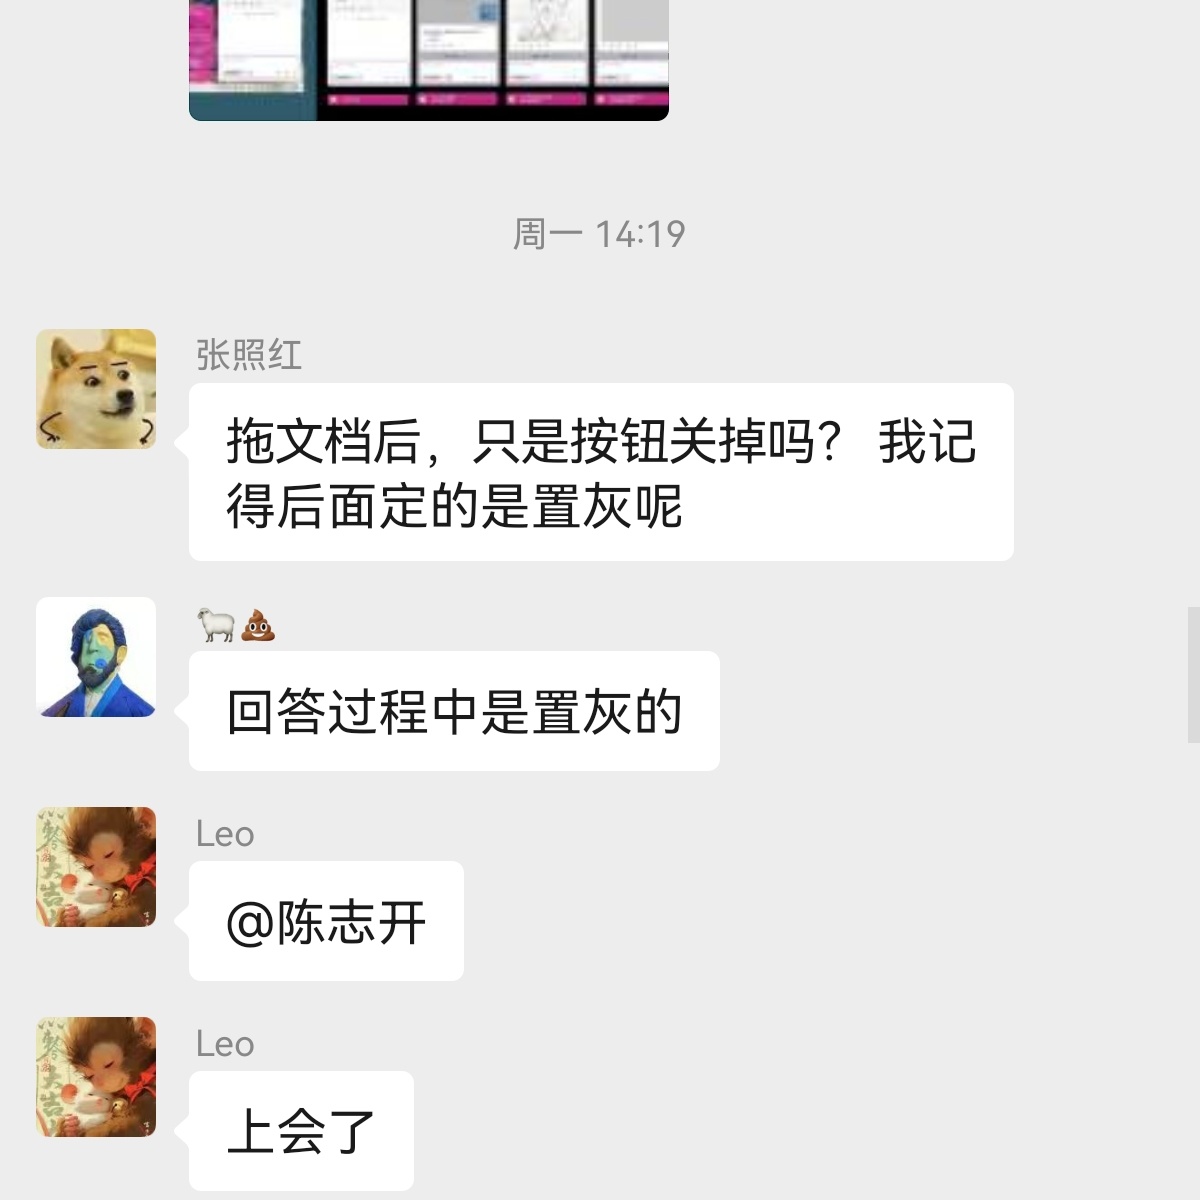 周一 14:19
张照红
拖文档后，只是按钮关掉吗？ 我记
得后面定的是置灰呢
🐑💩
回答过程中是置灰的
Leo
@陈志开
Leo
上会了